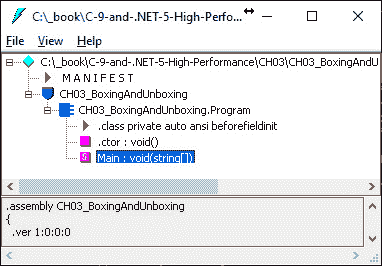 C:\_book\C-9-and-.NET-5-High-Perfo...
File View Help
C:\_book\C-9-and-.NET-5-High-Performance\CH03\CH03_BoxingAndU
M A N I F E S T
CH03_BoxingAndUnboxing
CH03_BoxingAndUnboxing.Program
.class private auto ansi beforefieldinit
.ctor : void()
S Main : void(string[])
.assembly CH03_BoxingAndUnboxing
{
.ver 1:0:0:0